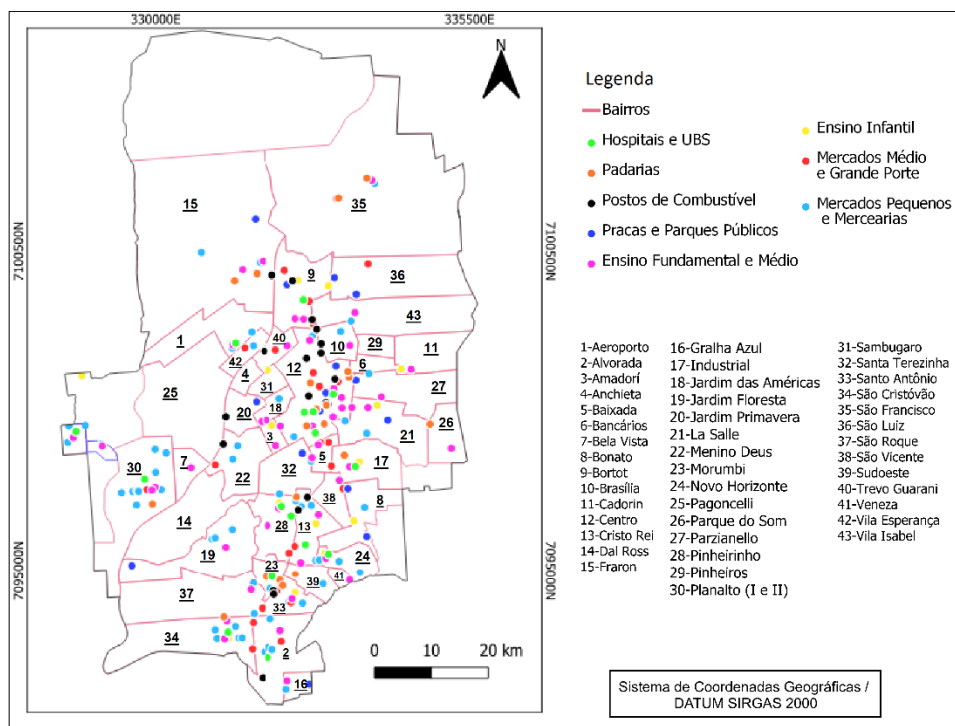 330000E 335500E
N
7100500N 7100500N
7095000N 7095000N
15
35
9
36
43
1
40
42
10
29
11
4
12
6
31
25
27
18
20
21
26
3
5
30
7
17
32
22
38
8
14
28
13
19
24
23
39
41
37
33
34
2
16
0 10 20 km
Legenda
Bairros
Hospitais e UBS
Padarias
Postos de Combustível
Pracas e Parques Públicos
Ensino Fundamental e Médio
Ensino Infantil
Mercados Médio
e Grande Porte
Mercados Pequenos
e Mercearias
1-Aeroporto
2-Alvorada
3-Amadorí
4-Anchieta
5-Baixada
6-Bancários
7-Bela Vista
8-Bonato
9-Bortot
10-Brasília
11-Cadorin
12-Centro
13-Cristo Rei
14-Dal Ross
15-Fraron
16-Gralha Azul
17-Industrial
18-Jardim das Américas
19-Jardim Floresta
20-Jardim Primavera
21-La Salle
22-Menino Deus
23-Morumbi
24-Novo Horizonte
25-Pagoncelli
26-Parque do Som
27-Parzianello
28-Pinheirinho
29-Pinheiros
30-Planalto (I e II)
31-Sambugaro
32-Santa Terezinha
33-Santo Antônio
34-São Cristóvão
35-São Francisco
36-São Luiz
37-São Roque
38-São Vicente
39-Sudoeste
40-Trevo Guarani
41-Veneza
42-Vila Esperança
43-Vila Isabel
Sistema de Coordenadas Geográficas /
DATUM SIRGAS 2000